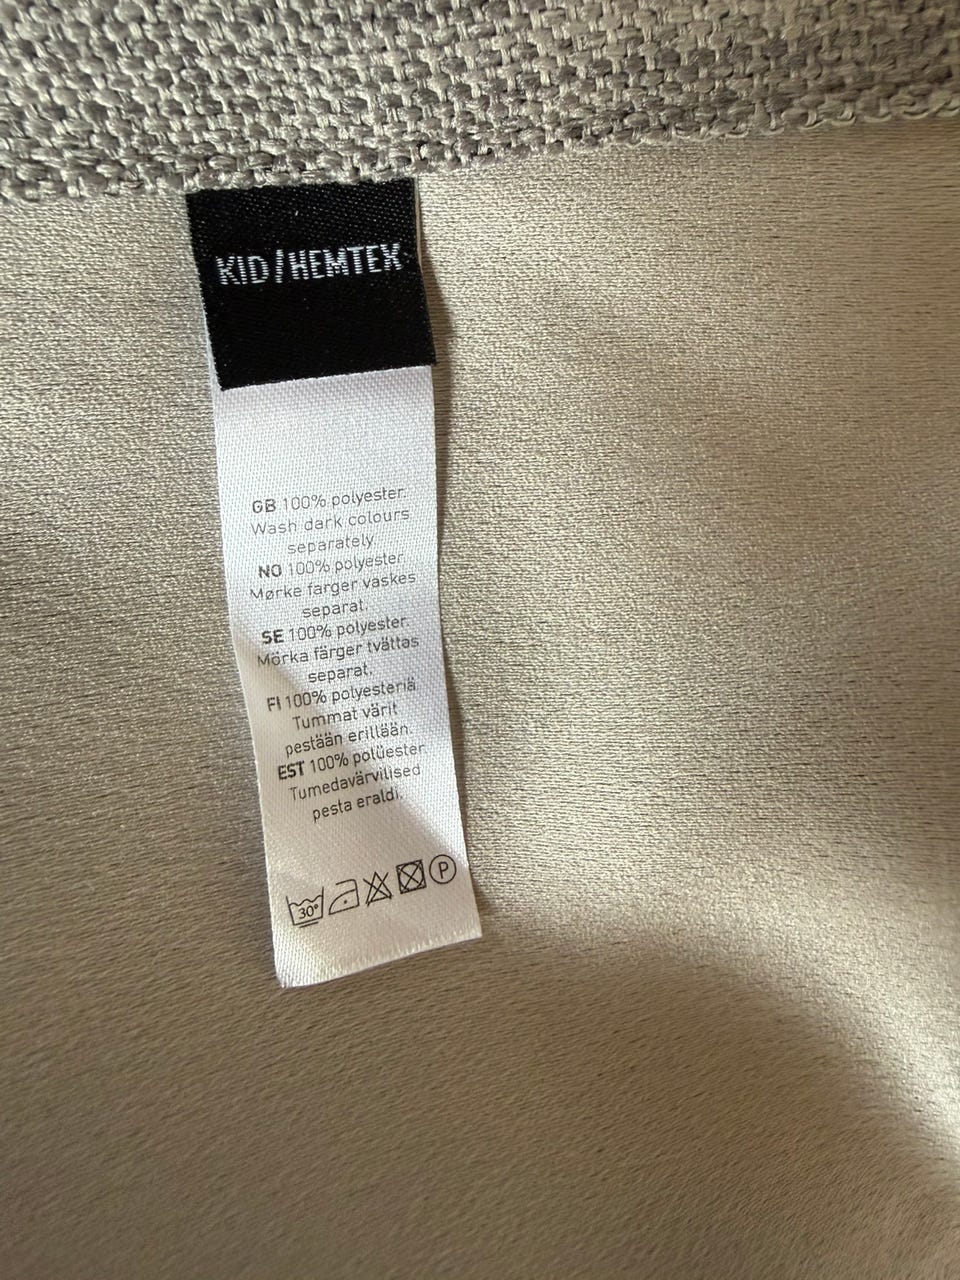 KID/HEMTEX
GB 100% polyester.
Wash dark colours
separately.
NO 100% polyester.
Mørke farger vaskes
separat.
SE 100% polyester.
Mörka färger tvättas
separat.
FI 100% polyesteriä
Tummat värit
pestään erillään.
EST 100% polüester.
Tumedavärvilised
pesta eraldi.
30°
P